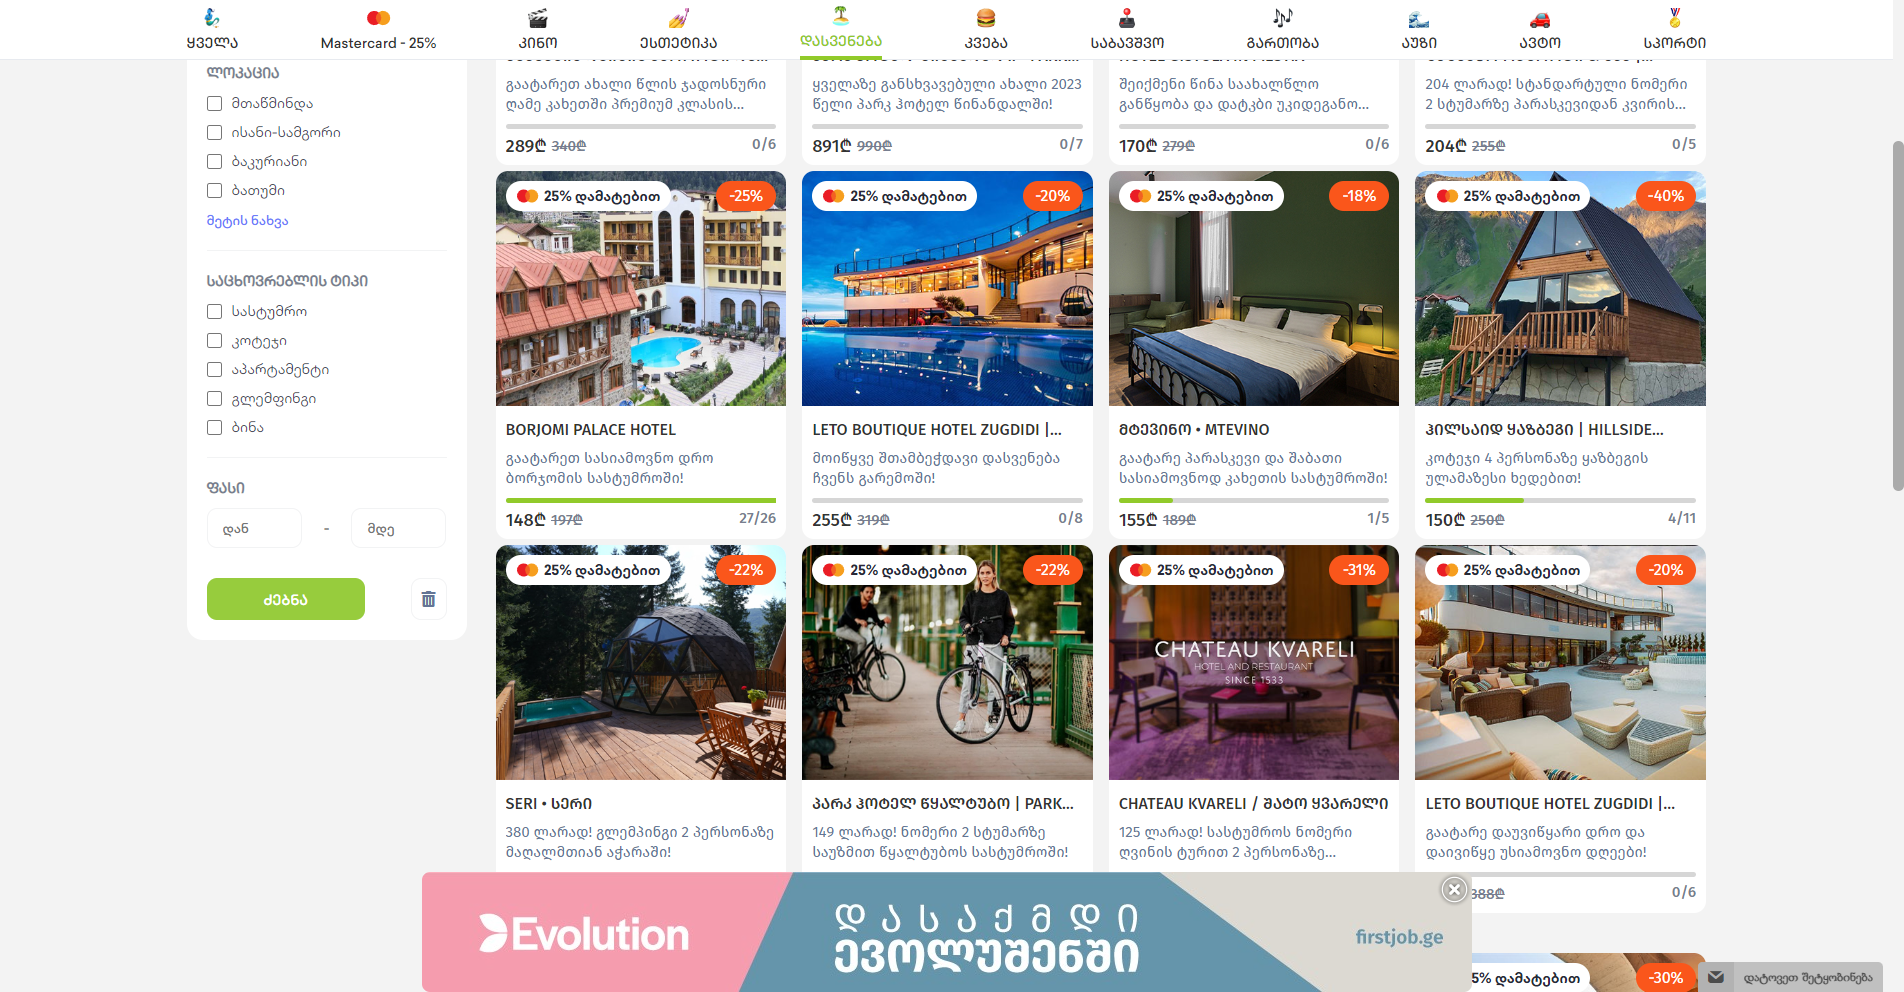 ყველა
Mastercard - 25%
კინო
ესთეტიკა
დასვენება
კვება
საბავშვო
გართობა
აუზი
ავტო
სპორტი
ლოკაცია
მთაწმინდა
ისანი-სამგორი
ბაკურიანი
ბათუმი
მეტის ნახვა
საცხოვრებლის ტიპი
სასტუმრო
კოტეჯი
აპარტამენტი
გლემფინგი
ბინა
ფასი
დან - მდე
ძებნა
გაატარეთ ახალი წლის ჯადოსნური
ღამე კახეთში პრემიუმ კლასის...
289₾ 340₾ 0/6
ყველაზე განსხვავებული ახალი 2023
წელი პარკ ჰოტელ წინანდალში!
891₾ 990₾ 0/7
შეიქმენი წინა საახალწლო
განწყობა და დატკბი უკიდეგანო...
170₾ 279₾ 0/6
204 ლარად! სტანდარტული ნომერი
2 სტუმარზე პარასკევიდან კვირის...
204₾ 255₾ 0/5
25% დამატებით -25%
BORJOMI PALACE HOTEL
გაატარეთ სასიამოვნო დრო
ბორჯომის სასტუმროში!
148₾ 197₾ 27/26
25% დამატებით -20%
LETO BOUTIQUE HOTEL ZUGDIDI |...
მოიწყვე შთამბეჭდავი დასვენება
ჩვენს გარემოში!
255₾ 319₾ 0/8
25% დამატებით -18%
მტევინო • MTEVINO
გაატარე პარასკევი და შაბათი
სასიამოვნოდ კახეთის სასტუმროში!
155₾ 189₾ 1/5
25% დამატებით -40%
ჰილსაიდ ყაზბეგი | HILLSIDE...
კოტეჯი 4 პერსონაზე ყაზბეგის
ულამაზესი ხედებით!
150₾ 250₾ 4/11
25% დამატებით -22%
SERI • სერი
380 ლარად! გლემპინგი 2 პერსონაზე
მაღალმთიან აჭარაში!
25% დამატებით -22%
პარკ ჰოტელ წყალტუბო | PARK...
149 ლარად! ნომერი 2 სტუმარზე
საუზმით წყალტუბოს სასტუმროში!
25% დამატებით -31%
CHATEAU KVARELI
HOTEL AND RESTAURANT
SINCE 1533
CHATEAU KVARELI / შატო ყვარელი
125 ლარად! სასტუმროს ნომერი
ღვინის ტურით 2 პერსონაზე...
25% დამატებით -20%
LETO BOUTIQUE HOTEL ZUGDIDI |...
გაატარე დაუვიწყარი დრო და
დაივიწყე უსიამოვნო დღეები!
388₾ 0/6
Evolution
დასაქმდი
ევოლუშენში
firstjob.ge
5% დამატებით -30%
დატოვეთ შეტყობინება